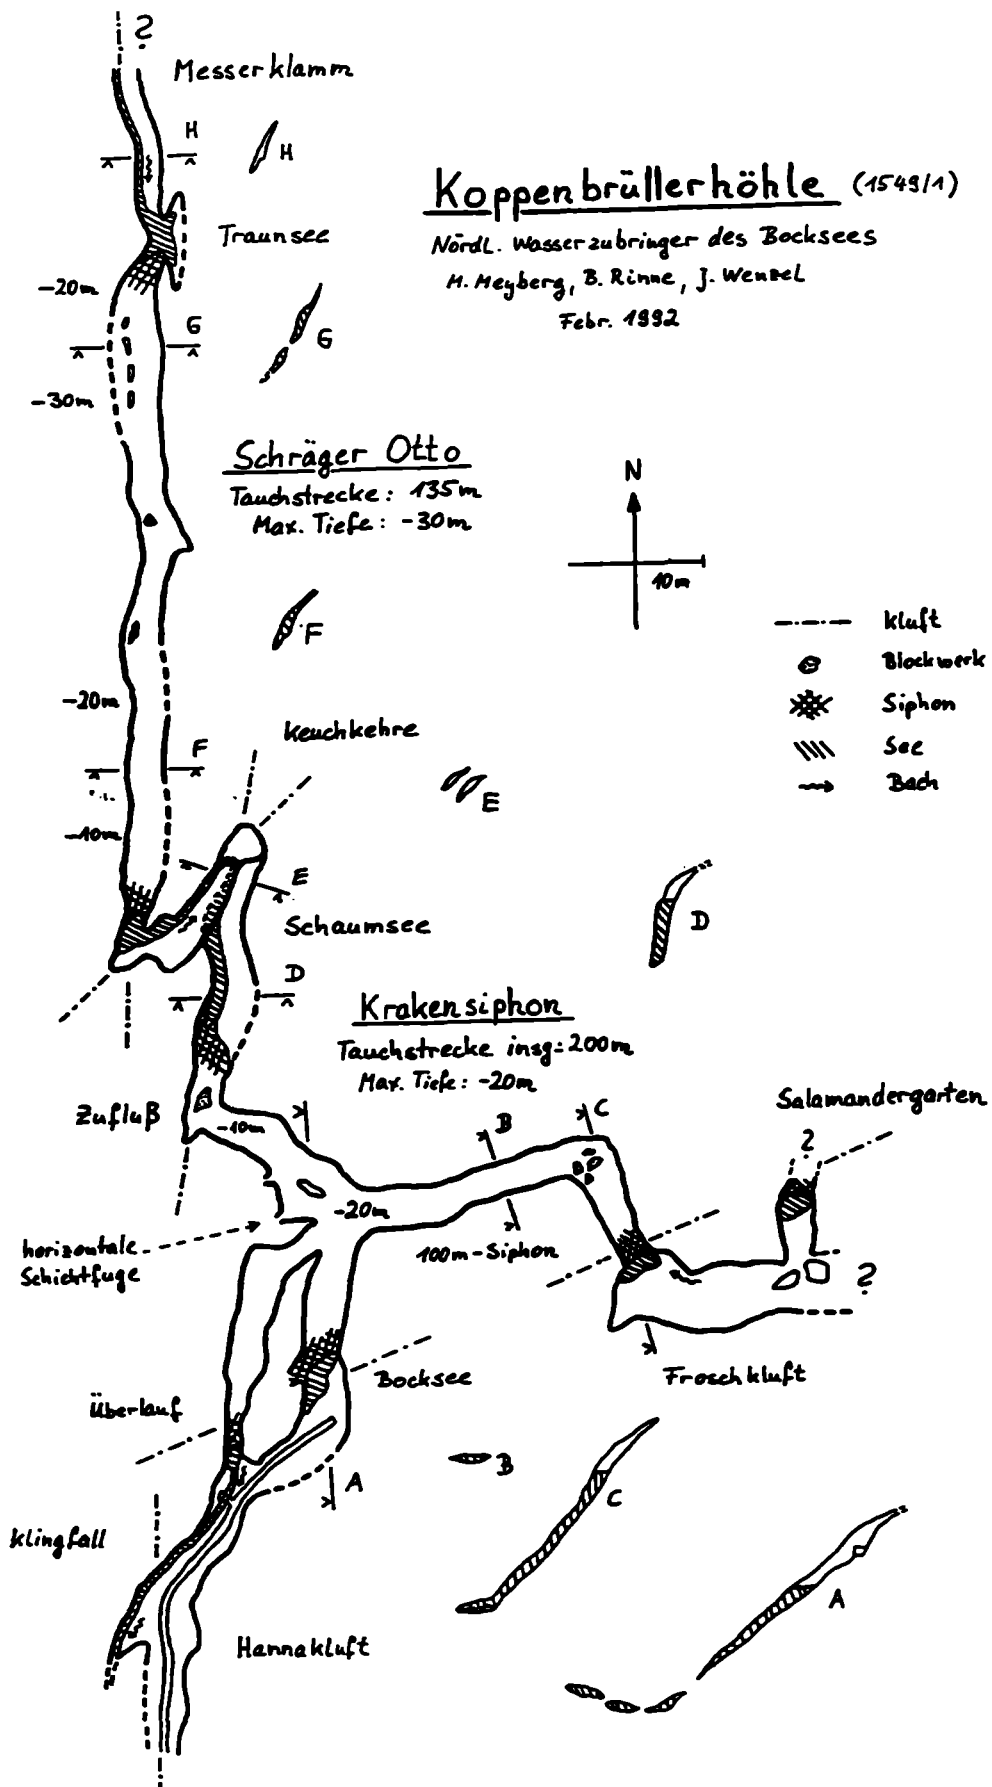 ?
Messerklamm
H
H
Koppenbrüllerhöhle (1549/1)
Nördl. Wasserzubringer des Bocksees
M. Meyberg, B. Rinne, J. Wenzel
Febr. 1992
Traunsee
-20m
G
G
-30m
Schräger Otto
Tauchstrecke: 135m
Max. Tiefe: -30m
N
10m
F
Kluft
Blockwerk
Siphon
See
Bach
-20m
F
Keuchkehre
E
-10m
E
Schaumsee
D
D
Krakensiphon
Tauchstrecke insg: 200m
Max. Tiefe: -20m
Zufluß
-10m
B
C
Salamandergarten
?
-20m
horizontale
Schichtfuge
100m-Siphon
?
Bocksee
Froschkluft
Überlauf
A
B
C
Klingfall
A
Hannakluft